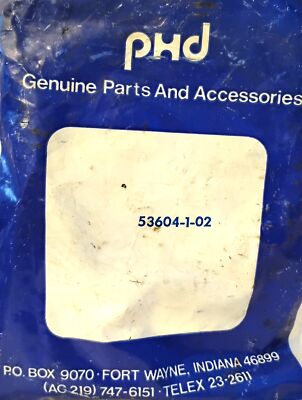 PHd
Genuine Parts And Accessories
53604-1-02
P.O. BOX 9070 · FORT WAYNE, INDIANA 46899
(AC 219) 747-6151 · TELEX 23-2611